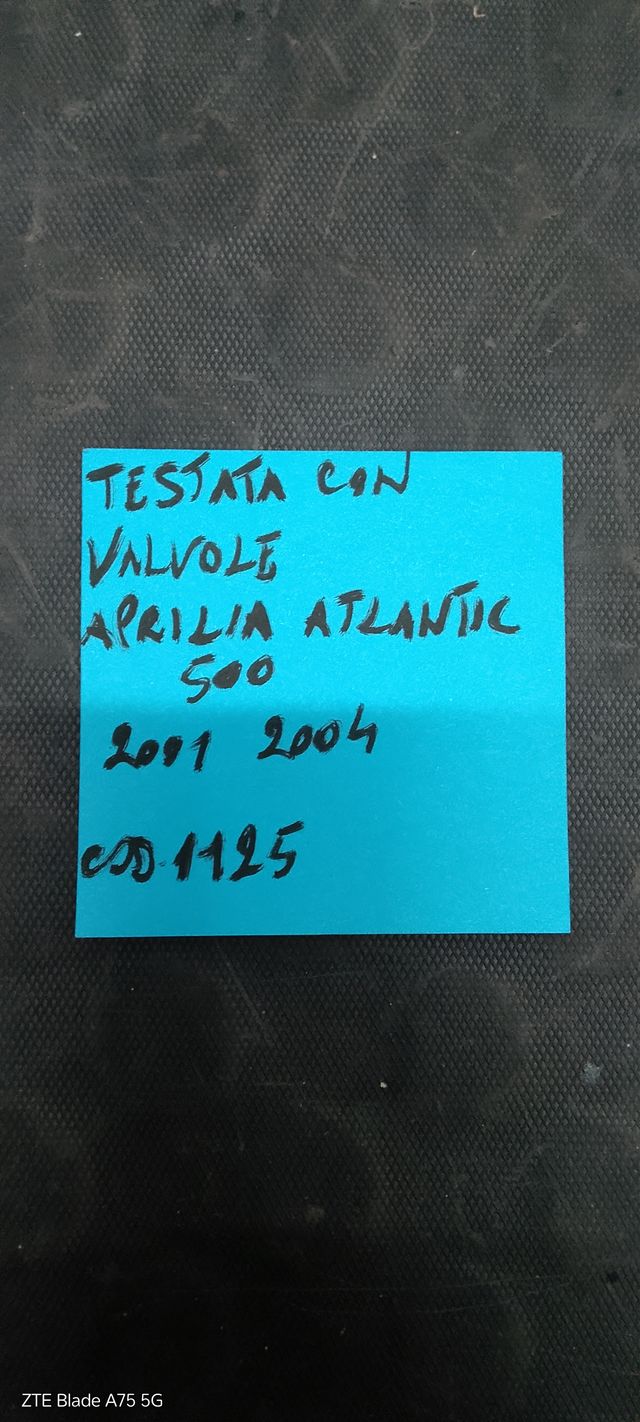 TESTATA CON
VALVOLE
APRILIA ATLANTIC
500
2001 2004
COD.1125
ZTE Blade A75 5G